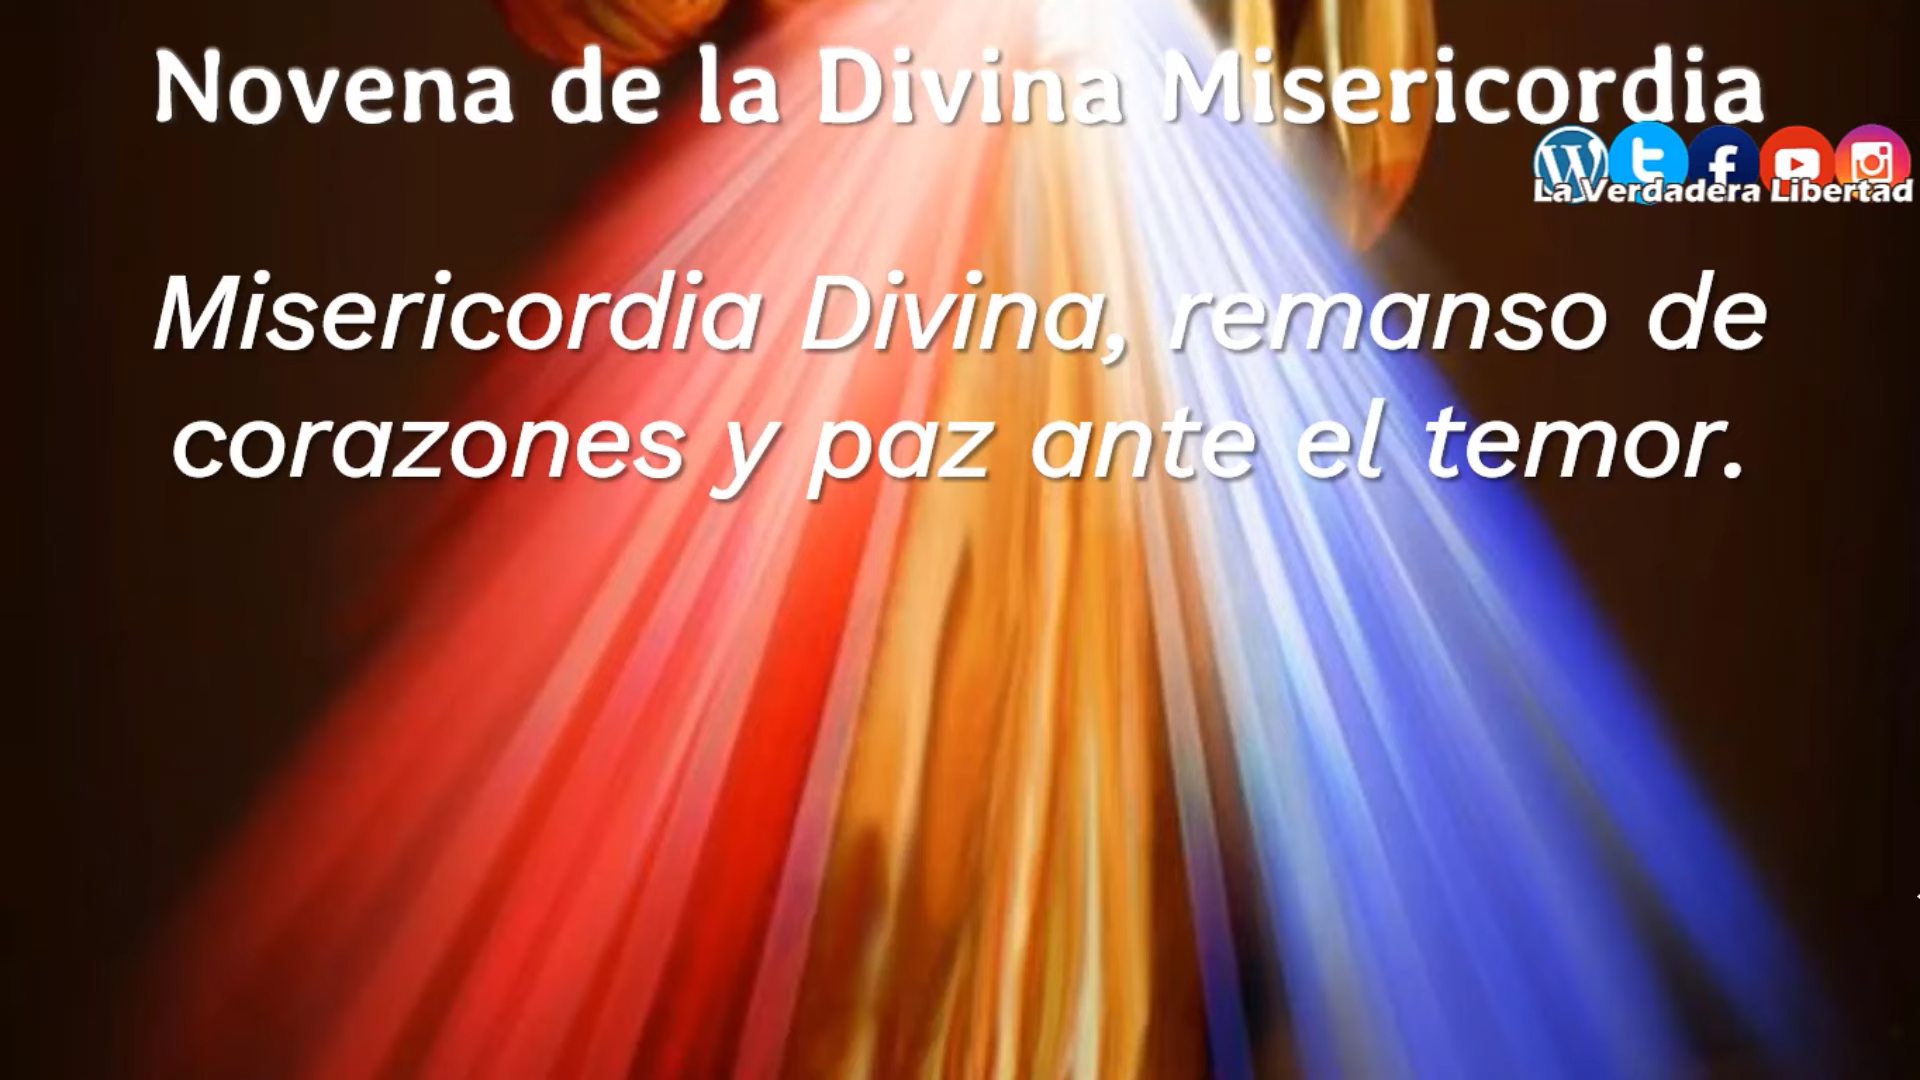 Novena de la Divina Misericordia
La Verdadera Libertad
Misericordia Divina, remanso de
corazones y paz ante el temor.